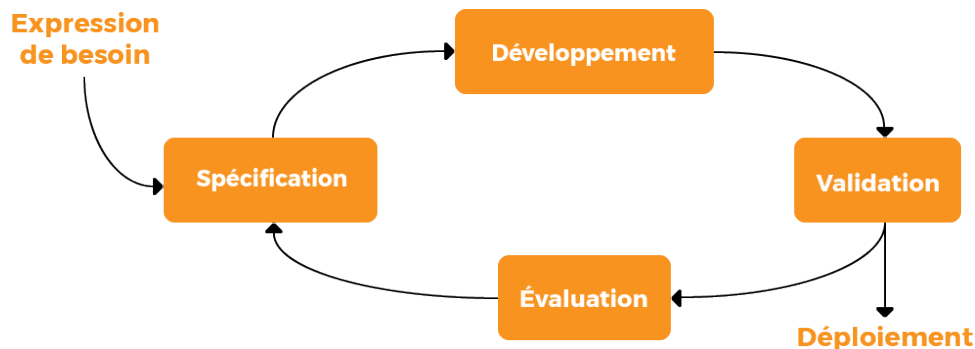 Expression
de besoin
Développement
Spécification
Validation
Évaluation
Déploiement